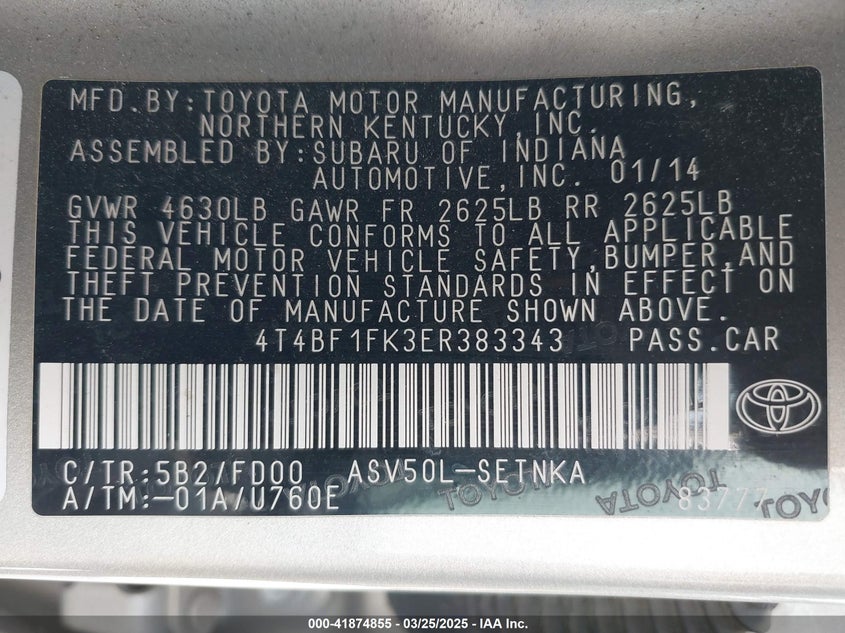 MFD.BY:TOYOTA MOTOR MANUFACTURING,
NORTHERN KENTUCKY,INC.
ASSEMBLED BY:SUBARU OF INDIANA
AUTOMOTIVE,INC. 01/14
GVWR 4630LB GAWR FR 2625LB RR 2625LB
THIS VEHICLE CONFORMS TO ALL APPLICABLE
FEDERAL MOTOR VEHICLE SAFETY,BUMPER,AND
THEFT PREVENTION STANDARDS IN EFFECT ON
THE DATE OF MANUFACTURE SHOWN ABOVE.
4T4BF1FK3ER383343 PASS.CAR
C/TR:5B2/FD00 ASV50L-SETNKA
A/TM:-01A/U760E 83777
TOYOTA TOYOTA
000-41874855 - 03/25/2025 - IAA Inc.